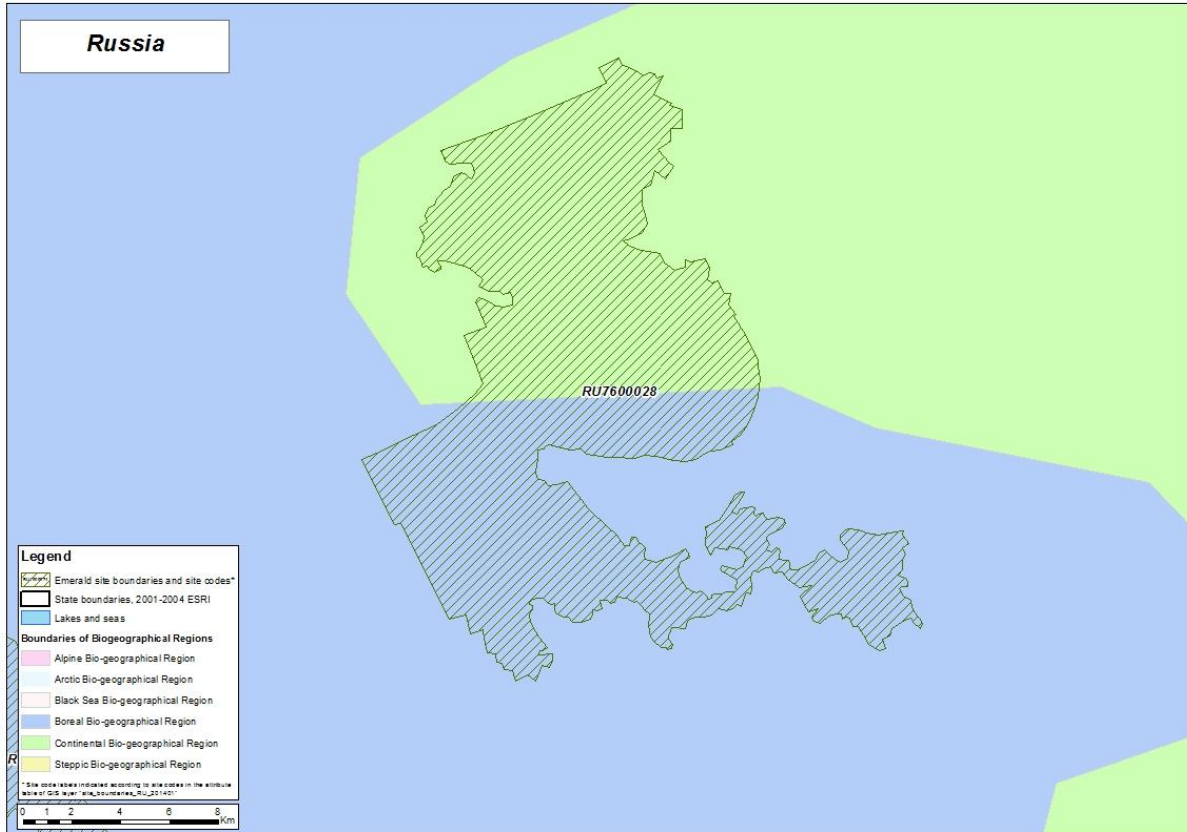 Russia
RU7600028
Legend
Emerald site boundaries and site codes*
State boundaries, 2001-2004 ESRI
Lakes and seas
Boundaries of Biogeographical Regions
Alpine Bio-geographical Region
Arctic Bio-geographical Region
Black Sea Bio-geographical Region
Boreal Bio-geographical Region
Continental Bio-geographical Region
Steppic Bio-geographical Region
R
* Site code labels indicated according to site codes in the attribute
table of GIS layer "site_boundaries_RU_201401"
0 1 2 4 6 8
Km